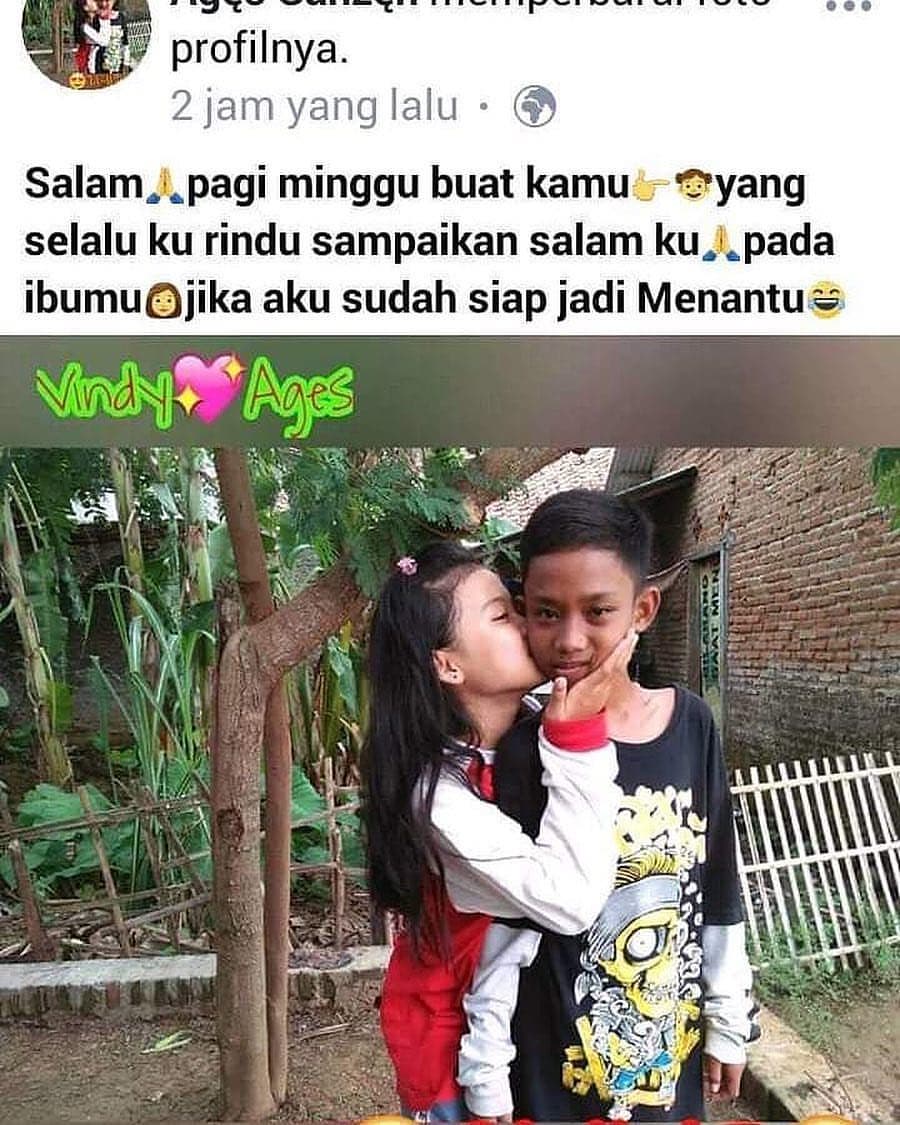 profilnya.
2 jam yang lalu ·
Salam🙏pagi minggu buat kamu👉👧yang
selalu ku rindu sampaikan salam ku🙏pada
ibumu👩jika aku sudah siap jadi Menantu😂
Vindy💖Ages